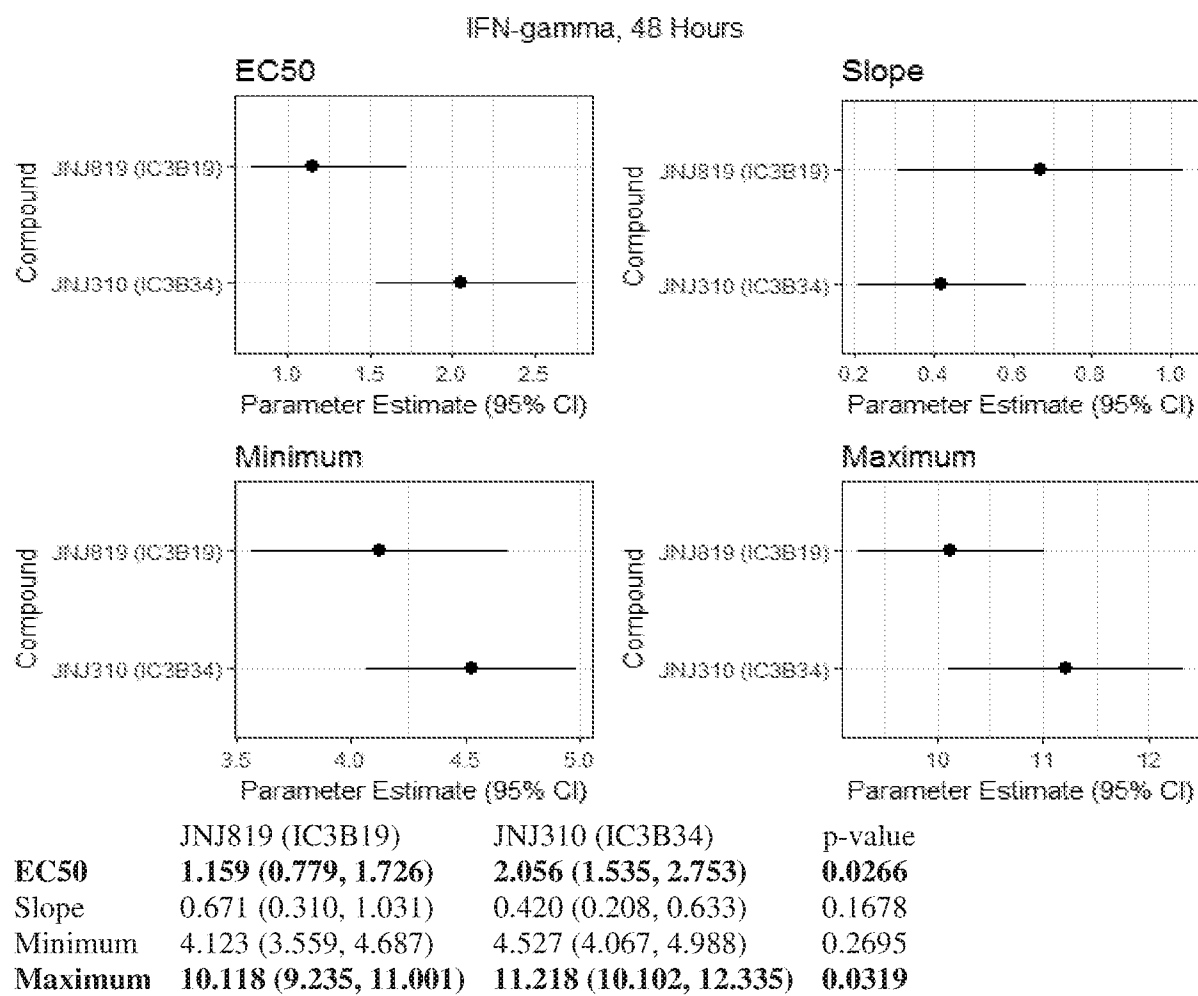 IFN-gamma, 48 Hours
EC50
Compound
JNJ819 (IC3B19)
JNJ310 (IC3B34)
1.0 1.5 2.0 2.5
Parameter Estimate (95% CI)
Slope
Compound
JNJ819 (IC3B19)
JNJ310 (IC3B34)
0.2 0.4 0.6 0.8 1.0
Parameter Estimate (95% CI)
Minimum
Compound
JNJ819 (IC3B19)
JNJ310 (IC3B34)
3.5 4.0 4.5 5.0
Parameter Estimate (95% CI)
Maximum
Compound
JNJ819 (IC3B19)
JNJ310 (IC3B34)
10 11 12
Parameter Estimate (95% CI)
JNJ819 (IC3B19) JNJ310 (IC3B34) p-value
EC50 1.159 (0.779, 1.726) 2.056 (1.535, 2.753) 0.0266
Slope 0.671 (0.310, 1.031) 0.420 (0.208, 0.633) 0.1678
Minimum 4.123 (3.559, 4.687) 4.527 (4.067, 4.988) 0.2695
Maximum 10.118 (9.235, 11.001) 11.218 (10.102, 12.335) 0.0319